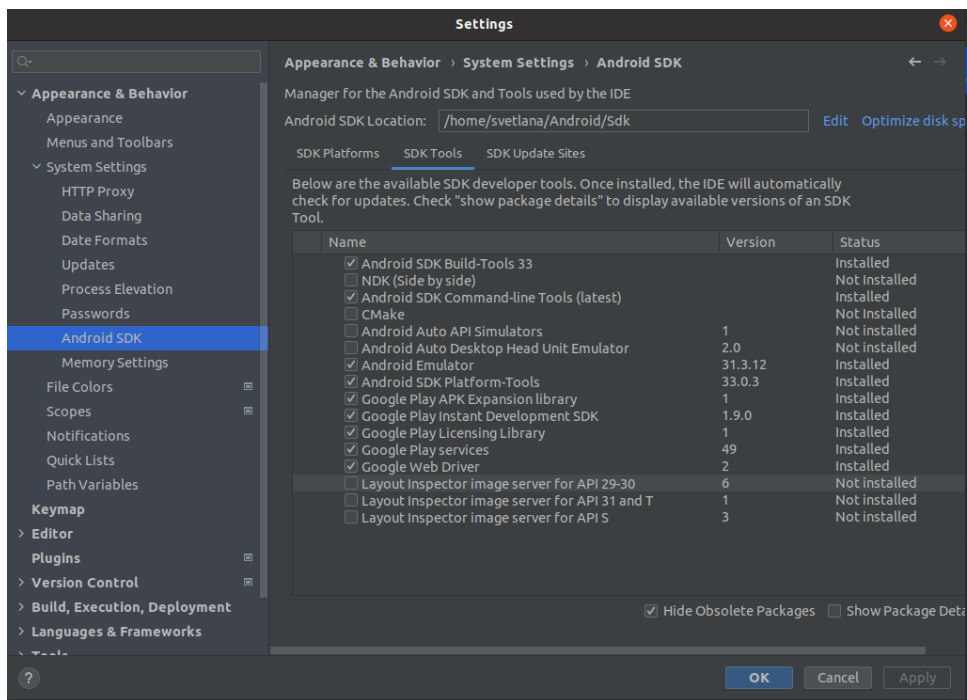 Settings
Appearance & Behavior
Appearance
Menus and Toolbars
System Settings
HTTP Proxy
Data Sharing
Date Formats
Updates
Process Elevation
Passwords
Android SDK
Memory Settings
File Colors
Scopes
Notifications
Quick Lists
Path Variables
Keymap
Editor
Plugins
Version Control
Build, Execution, Deployment
Languages & Frameworks
Tools
Appearance & Behavior › System Settings › Android SDK
Manager for the Android SDK and Tools used by the IDE
Android SDK Location: /home/svetlana/Android/Sdk Edit Optimize disk sp
SDK Platforms SDK Tools SDK Update Sites
Below are the available SDK developer tools. Once installed, the IDE will automatically
check for updates. Check "show package details" to display available versions of an SDK
Tool.
Name Version Status
Android SDK Build-Tools 33 Installed
NDK (Side by side) Not Installed
Android SDK Command-line Tools (latest) Installed
CMake Not Installed
Android Auto API Simulators 1 Not installed
Android Auto Desktop Head Unit Emulator 2.0 Not installed
Android Emulator 31.3.12 Installed
Android SDK Platform-Tools 33.0.3 Installed
Google Play APK Expansion library 1 Installed
Google Play Instant Development SDK 1.9.0 Installed
Google Play Licensing Library 1 Installed
Google Play services 49 Installed
Google Web Driver 2 Installed
Layout Inspector image server for API 29-30 6 Not installed
Layout Inspector image server for API 31 and T 1 Not installed
Layout Inspector image server for API S 3 Not installed
Hide Obsolete Packages Show Package Deta
? OK Cancel Apply